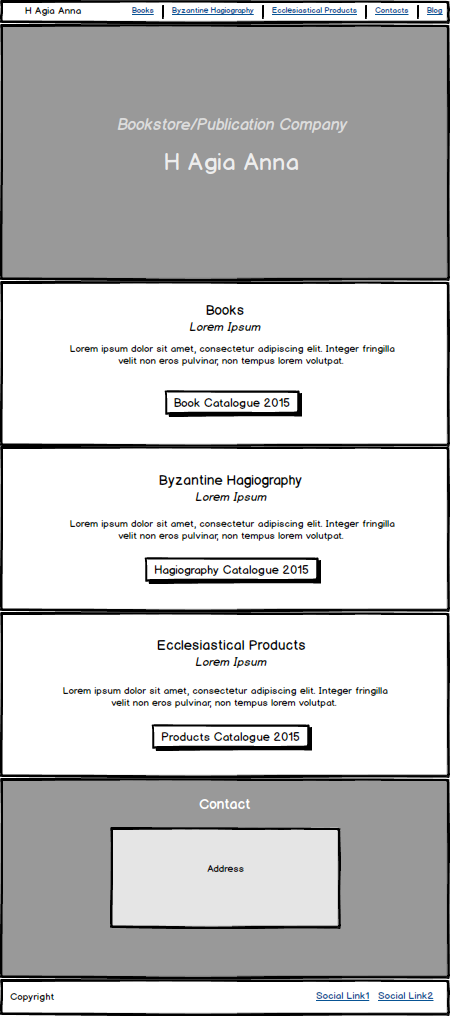 H Agia Anna Books Byzantine Hagiography Ecclesiastical Products Contacts Blog
Bookstore/Publication Company
H Agia Anna
Books
Lorem Ipsum
Lorem ipsum dolor sit amet, consectetur adipiscing elit. Integer fringilla
velit non eros pulvinar, non tempus lorem volutpat.
Book Catalogue 2015
Byzantine Hagiography
Lorem Ipsum
Lorem ipsum dolor sit amet, consectetur adipiscing elit. Integer fringilla
velit non eros pulvinar, non tempus lorem volutpat.
Hagiography Catalogue 2015
Ecclesiastical Products
Lorem Ipsum
Lorem ipsum dolor sit amet, consectetur adipiscing elit. Integer fringilla
velit non eros pulvinar, non tempus lorem volutpat.
Products Catalogue 2015
Contact
Address
Copyright Social Link1 Social Link2